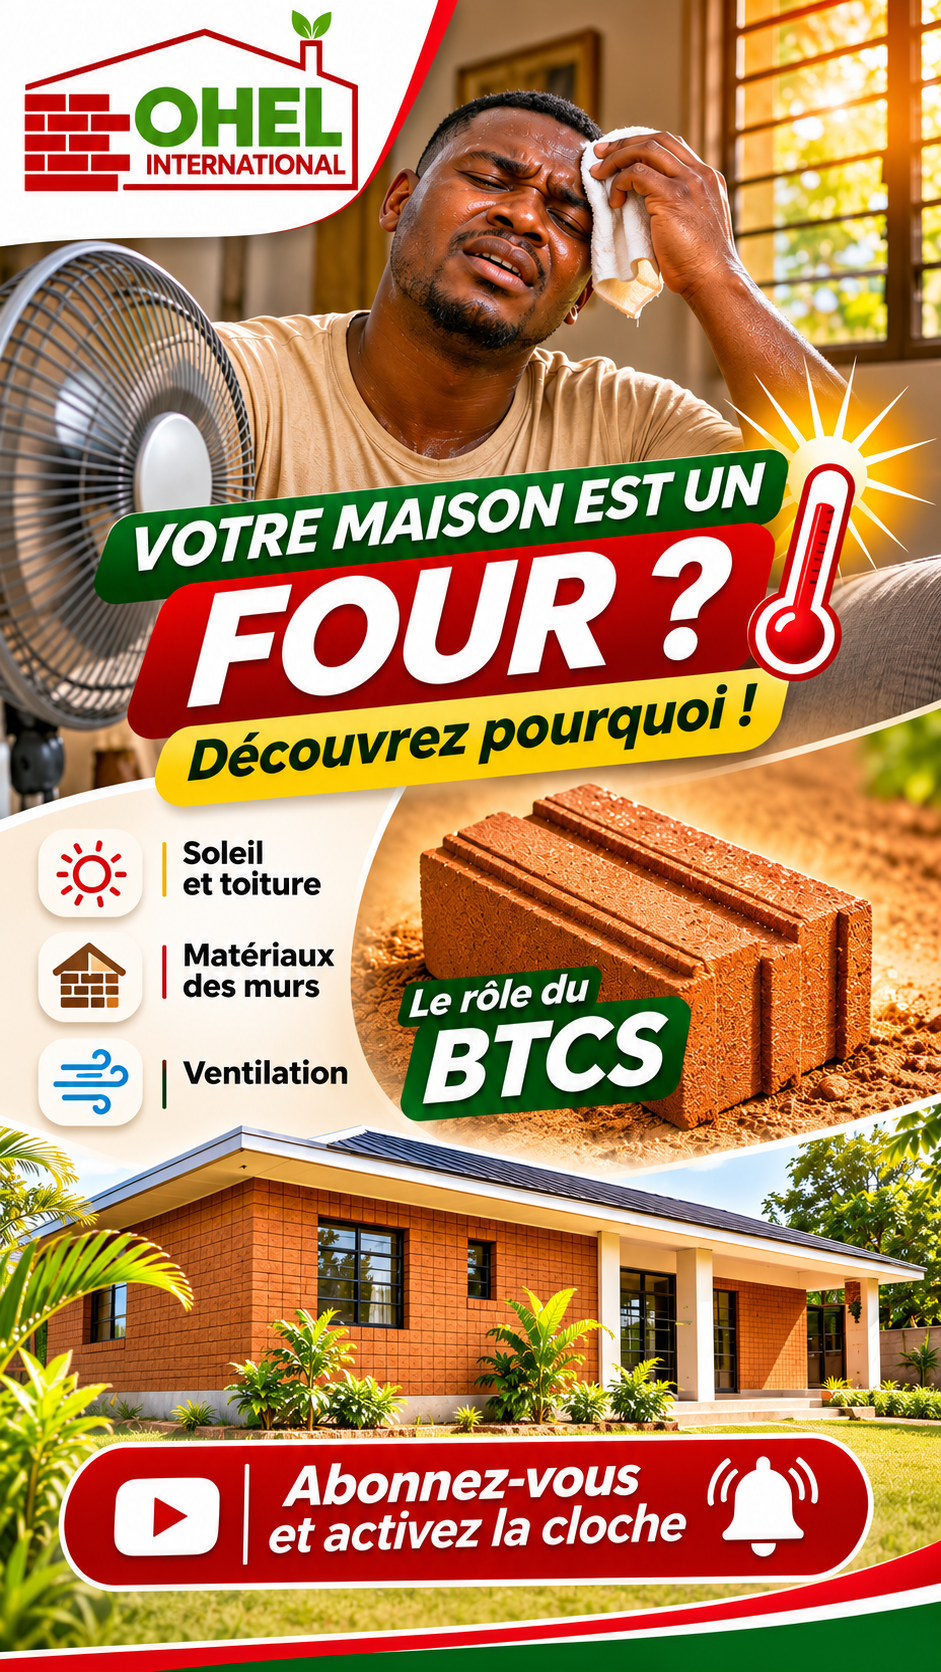 OHEL
INTERNATIONAL
VOTRE MAISON EST UN
FOUR ?
Découvrez pourquoi !
Soleil
et toiture
Matériaux
des murs
Ventilation
Le rôle du
BTCS
Abonnez-vous
et activez la cloche